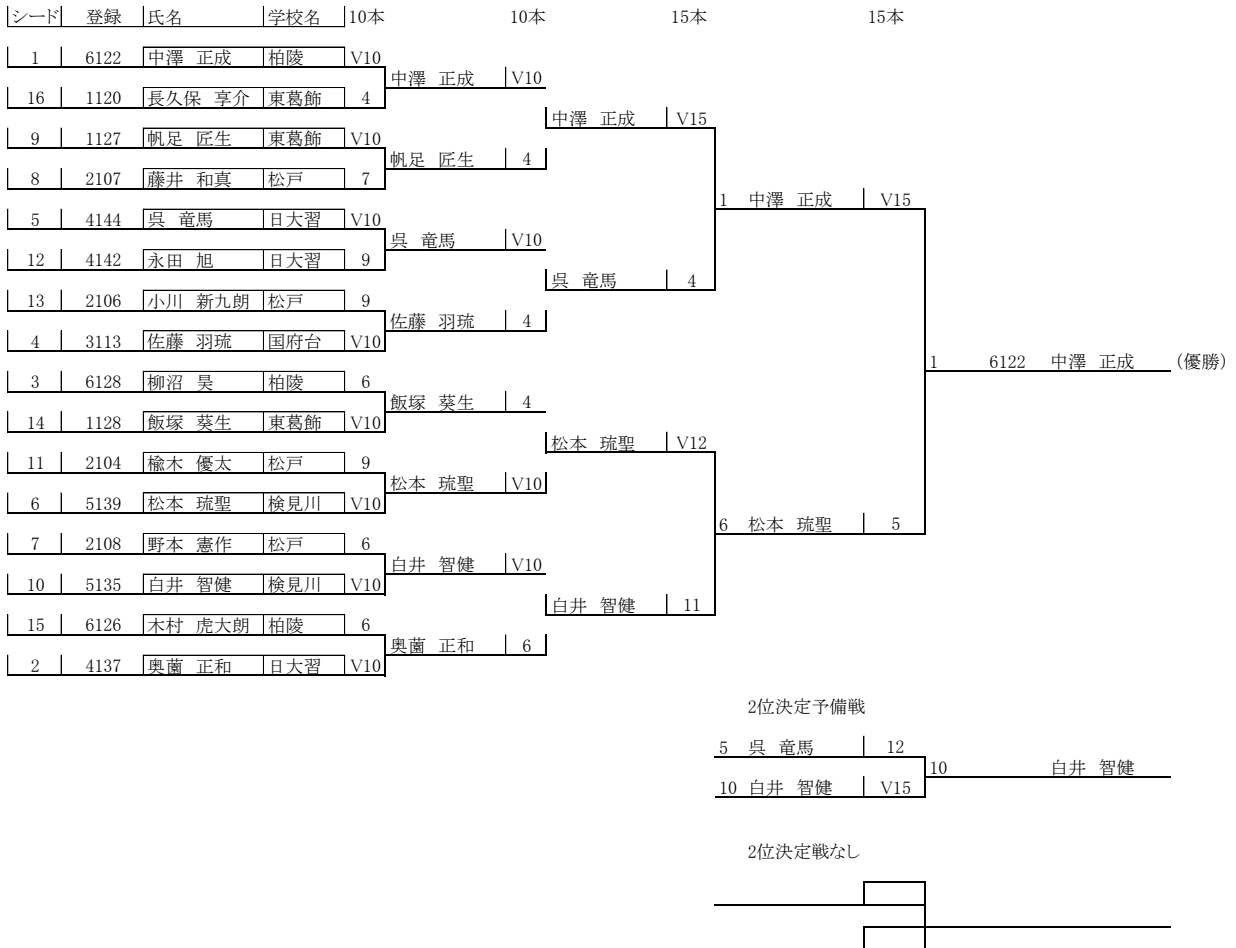 シード 登録 氏名 学校名 10本 10本 15本 15本
1 6122 中澤 正成 柏陵 V10
中澤 正成 V10
16 1120 長久保 享介 東葛飾 4
中澤 正成 V15
9 1127 帆足 匠生 東葛飾 V10
帆足 匠生 4
8 2107 藤井 和真 松戸 7
1 中澤 正成 V15
5 4144 呉 竜馬 日大習 V10
呉 竜馬 V10
12 4142 永田 旭 日大習 9
呉 竜馬 4
13 2106 小川 新九朗 松戸 9
佐藤 羽琉 4
4 3113 佐藤 羽琉 国府台 V10
1 6122 中澤 正成 (優勝)
3 6128 柳沼 昊 柏陵 6
飯塚 葵生 4
14 1128 飯塚 葵生 東葛飾 V10
松本 琉聖 V12
11 2104 楡木 優太 松戸 9
松本 琉聖 V10
6 5139 松本 琉聖 検見川 V10
6 松本 琉聖 5
7 2108 野本 憲作 松戸 6
白井 智健 V10
10 5135 白井 智健 検見川 V10
白井 智健 11
15 6126 木村 虎大朗 柏陵 6
奥薗 正和 6
2 4137 奥薗 正和 日大習 V10
2位決定予備戦
5 呉 竜馬 12
10 白井 智健
10 白井 智健 V15
2位決定戦なし